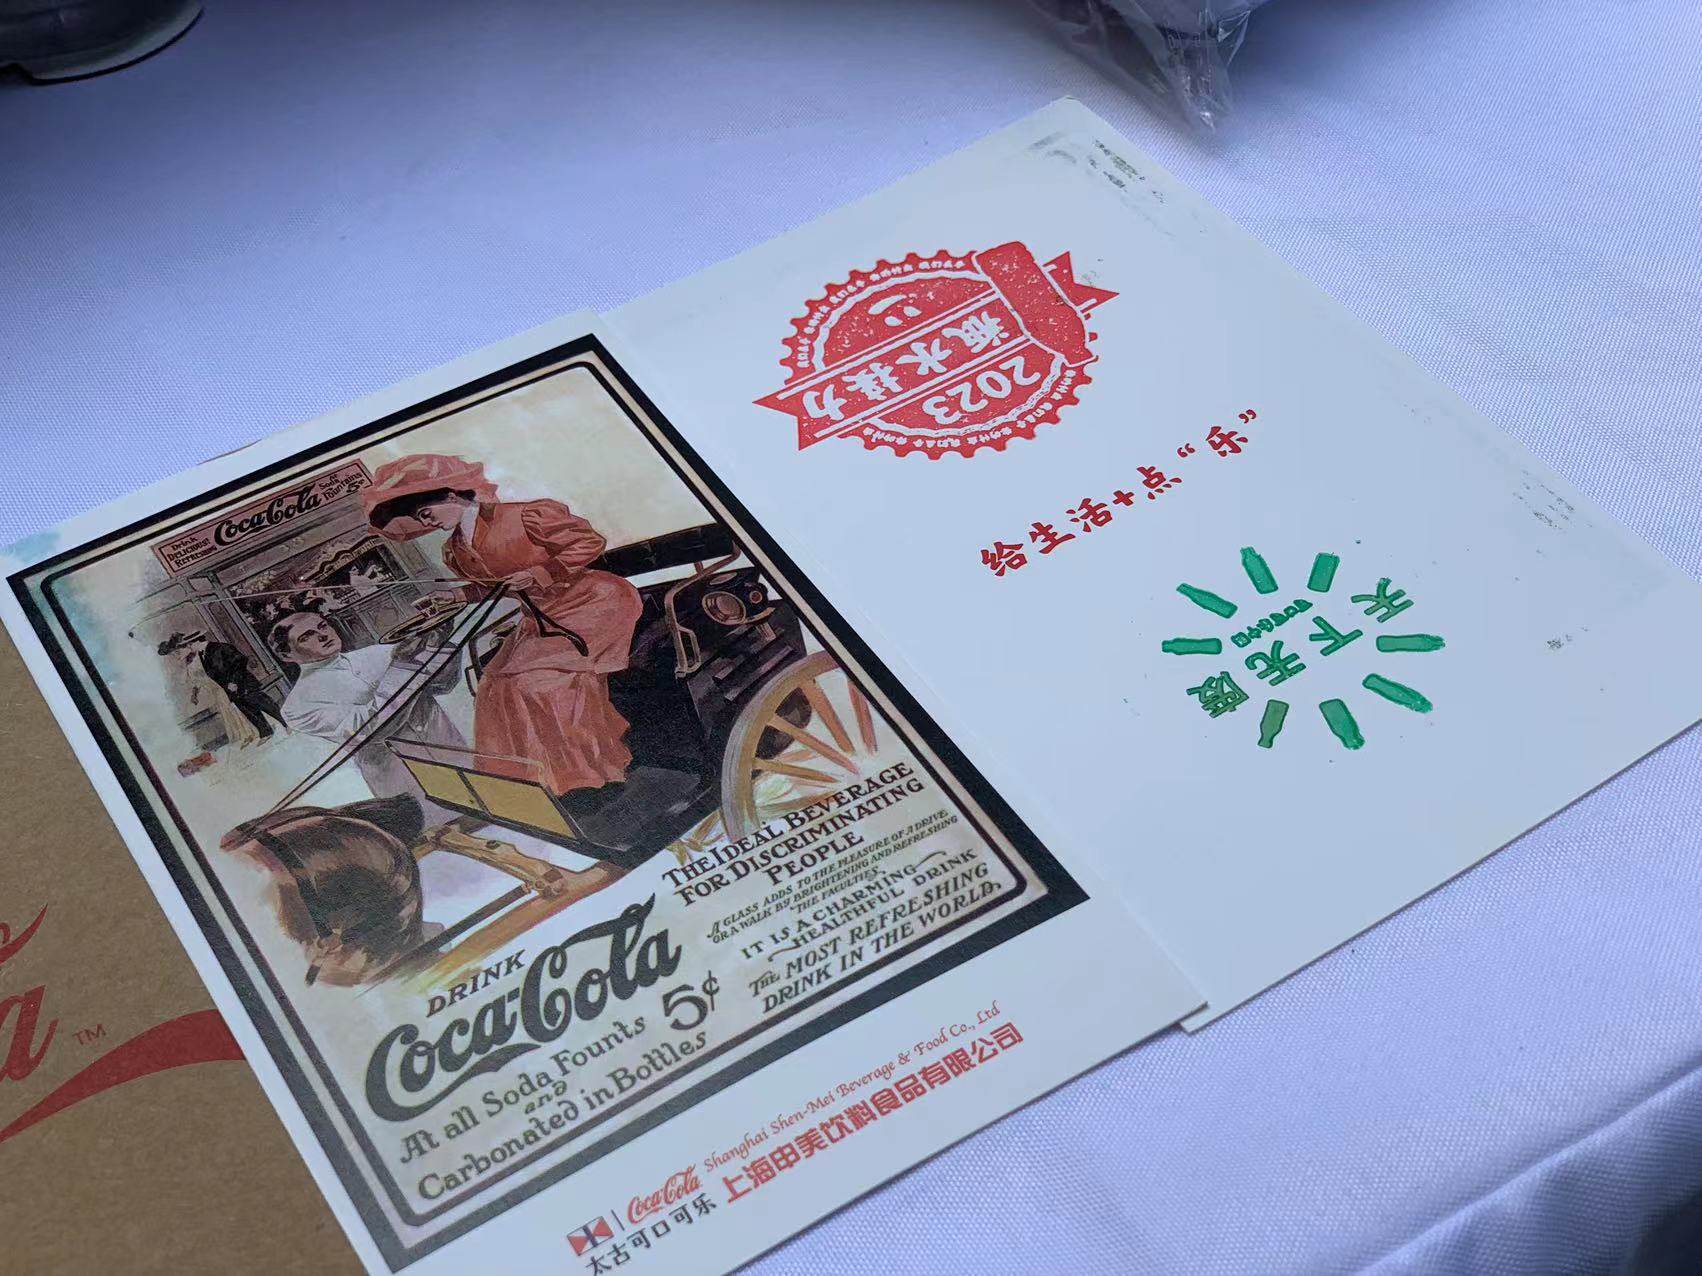 Drink
Coca-Cola
DELICIOUS!
REFRESHING
At
Soda
Fountains
5¢
THE IDEAL BEVERAGE
FOR DISCRIMINATING
PEOPLE
A GLASS ADDS TO THE PLEASURE OF A DRIVE
OR A WALK BY BRIGHTENING AND REFRESHING
THE FACULTIES
IT IS A CHARMING
HEALTHFUL DRINK
THE MOST REFRESHING
DRINK IN THE WORLD
DRINK
Coca-Cola
5¢
At all Soda Founts
and
Carbonated in Bottles
Coca-Cola
太古可口可乐
Shanghai Shen-Mei Beverage & Food Co., Ltd
上海申美饮料食品有限公司
2023
瓶水接力
给生活+点“乐”
天下无废
TM